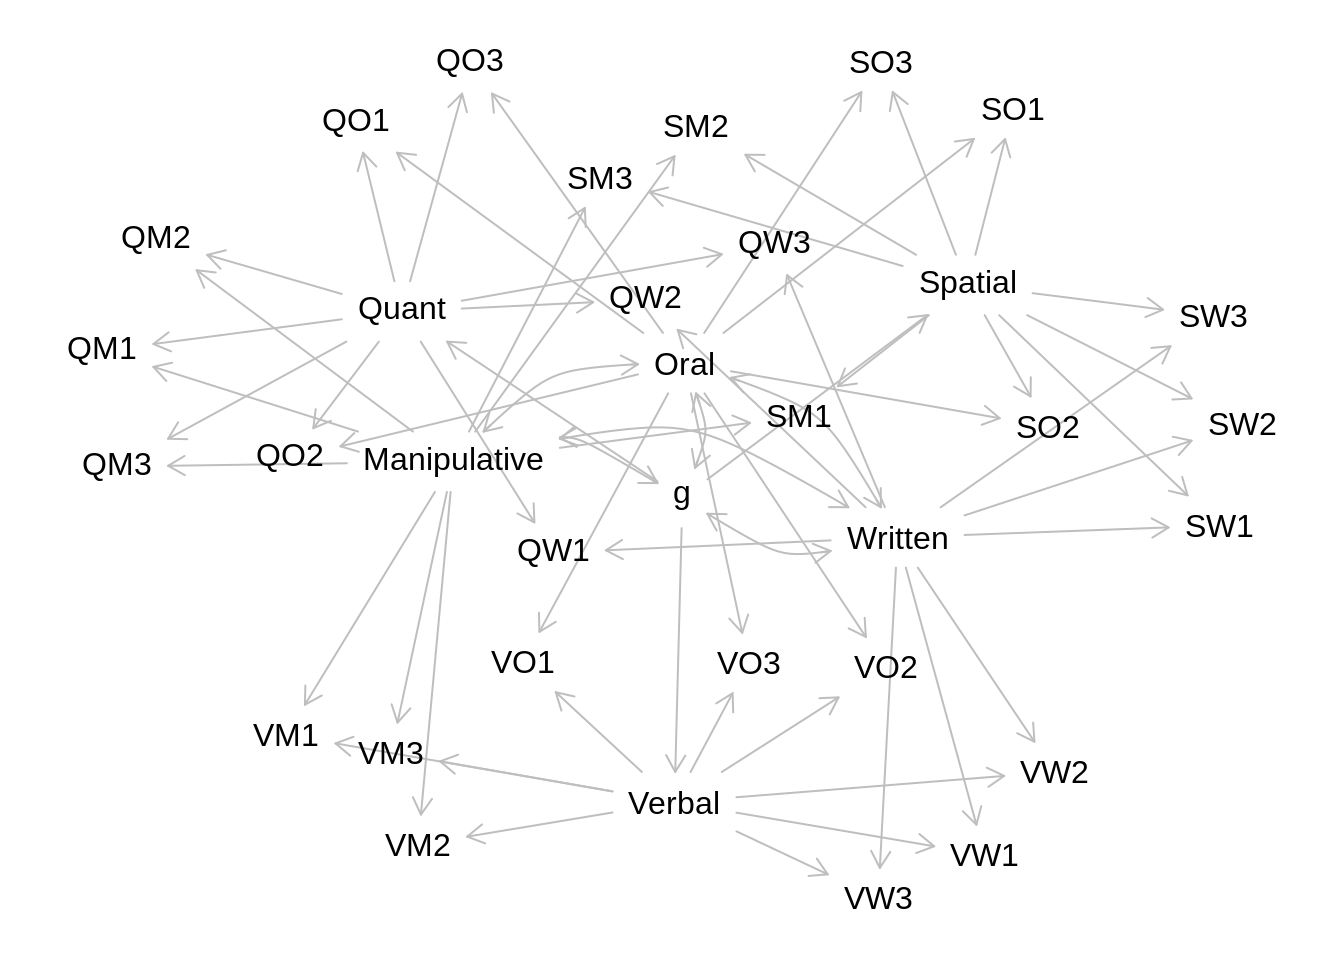 QO3
SO3
SO1
QO1
SM2
SM3
QM2
QW3
Spatial
QW2
Quant
SW3
QM1
Oral
SM1
SW2
SO2
QO2
Manipulative
QM3
g
SW1
Written
QW1
VO1
VO3
VO2
VM1
VM3
VW2
Verbal
VM2
VW1
VW3